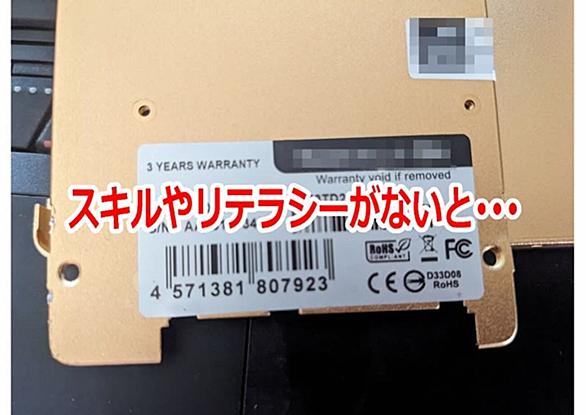 3 YEARS WARRANTY
Warranty void if removed
スキルやリテラシーがないと･･･
RoHS
COMPLIANT
FC
4 571381 807923
CE
D33D08
RoHS